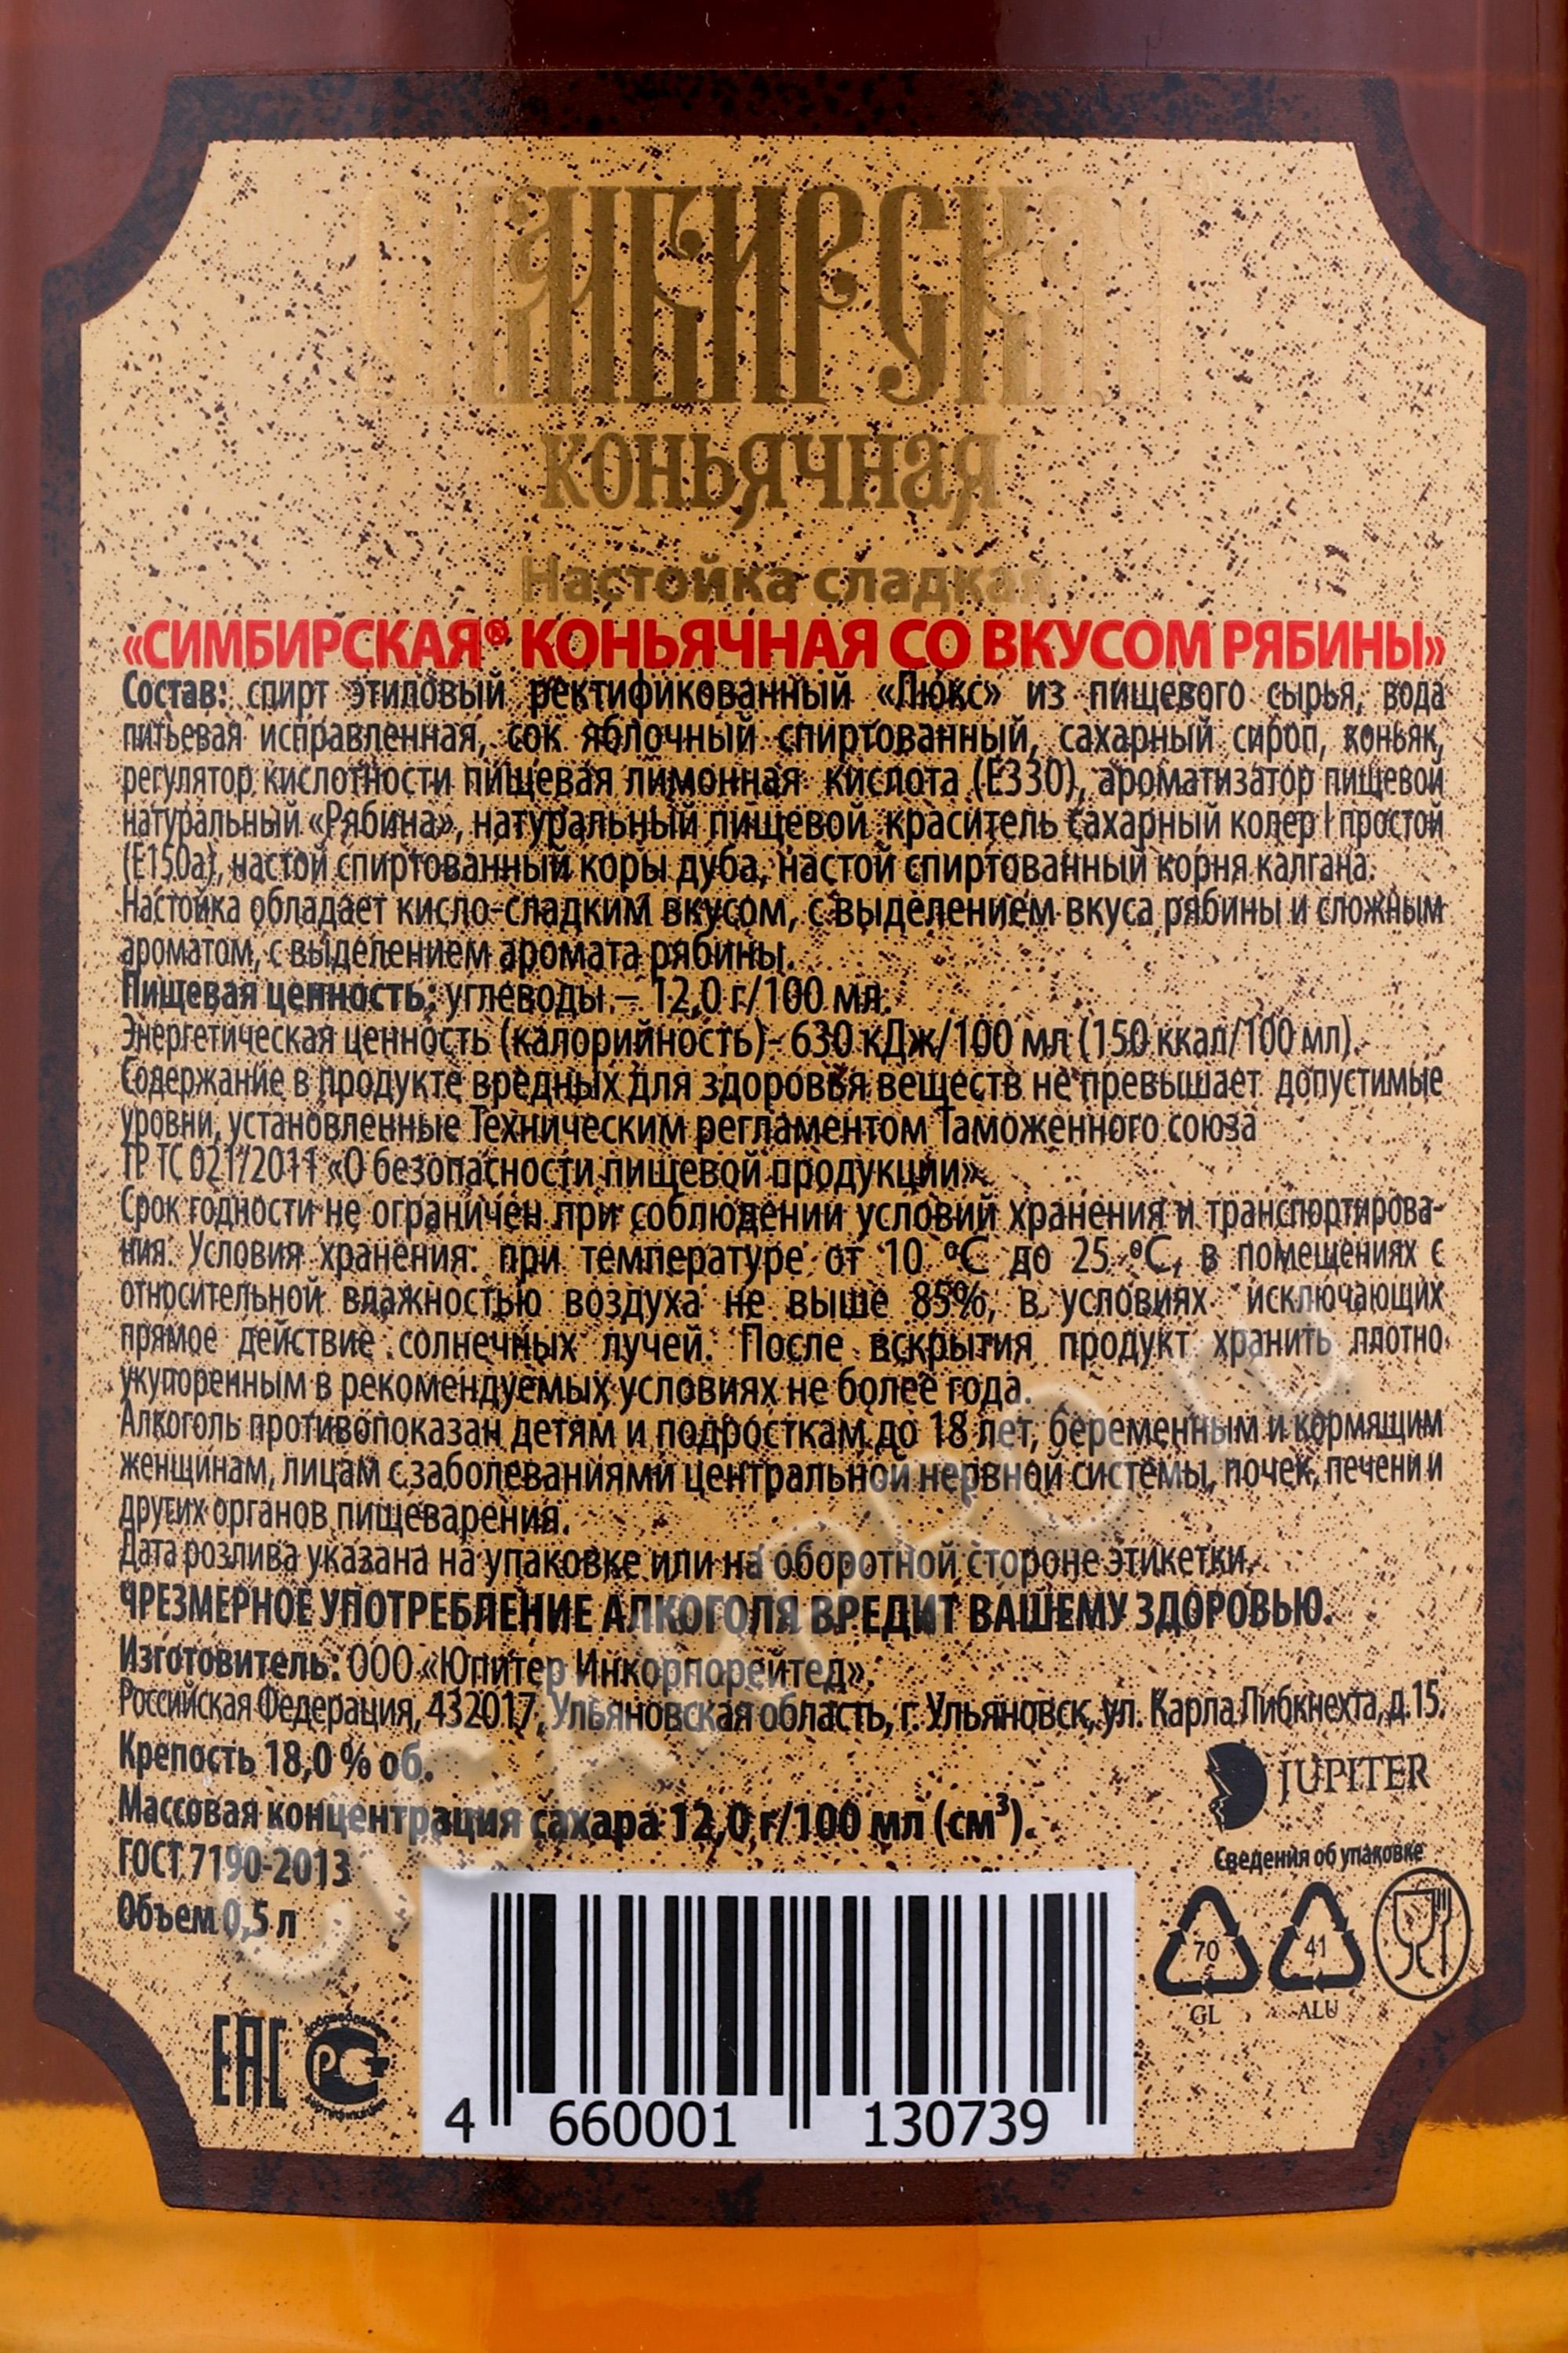 СИМБИРСКАЯ®
КОНЬЯЧНАЯ
Настойка сладкая
«СИМБИРСКАЯ® КОНЬЯЧНАЯ СО ВКУСОМ РЯБИНЫ»
Состав: спирт этиловый ректификованный «Люкс» из пищевого сырья, вода
питьевая исправленная, сок яблочный спиртованный, сахарный сироп, коньяк,
регулятор кислотности пищевая лимонная кислота (Е330), ароматизатор пищевой
натуральный «Рябина», натуральный пищевой краситель сахарный колер I простой
(Е150а), настой спиртованный коры дуба, настой спиртованный корня калгана.
Настойка обладает кисло-сладким вкусом, с выделением вкуса рябины и сложным
ароматом, с выделением аромата рябины.
Пищевая ценность: углеводы – 12,0 г/100 мл.
Энергетическая ценность (калорийность)- 630 кДж/100 мл (150 ккал/100 мл).
Содержание в продукте вредных для здоровья веществ не превышает допустимые
уровни, установленные Техническим регламентом Таможенного союза
ТР ТС 021/2011 «О безопасности пищевой продукции».
Срок годности не ограничен при соблюдении условий хранения и транспортирова-
ния. Условия хранения: при температуре от 10 ºС до 25 ºС, в помещениях с
относительной влажностью воздуха не выше 85%, в условиях исключающих
прямое действие солнечных лучей. После вскрытия продукт хранить плотно
укупоренным в рекомендуемых условиях не более года.
Алкоголь противопоказан детям и подросткам до 18 лет, беременным и кормящим
женщинам, лицам с заболеваниями центральной нервной системы, почек, печени и
других органов пищеварения.
Дата розлива указана на упаковке или на оборотной стороне этикетки.
ЧРЕЗМЕРНОЕ УПОТРЕБЛЕНИЕ АЛКОГОЛЯ ВРЕДИТ ВАШЕМУ ЗДОРОВЬЮ.
Изготовитель: ООО «Юпитер Инкорпорейтед»,
Российская Федерация, 432017, Ульяновская область, г. Ульяновск, ул. Карла Либкнехта, д.15.
Крепость 18,0 % об.
JUPITER
Массовая концентрация сахара 12,0 г/100 мл (см³).
Сведения об упаковке
ГОСТ 7190-2013
Объем 0,5 л
70
GL
41
ALU
ЕАС
добровольная
РС
сертификация
4 660001 130739
CIGARPRO.ru